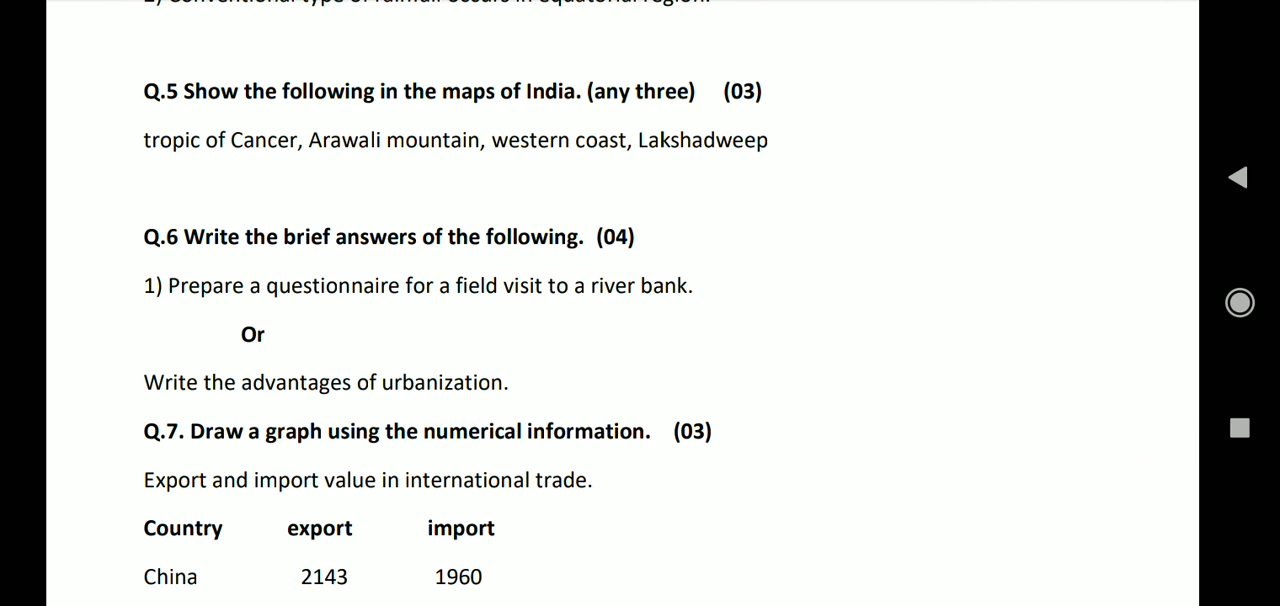 Q.5 Show the following in the maps of India. (any three) (03)
tropic of Cancer, Arawali mountain, western coast, Lakshadweep
Q.6 Write the brief answers of the following. (04)
1) Prepare a questionnaire for a field visit to a river bank.
Or
Write the advantages of urbanization.
Q.7. Draw a graph using the numerical information. (03)
Export and import value in international trade.
Country export import
China 2143 1960